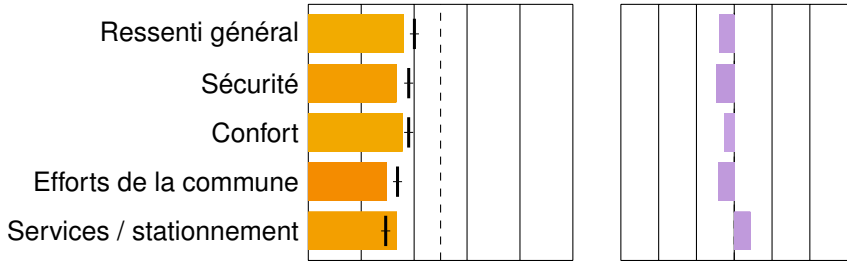 Ressenti général
Sécurité
Confort
Efforts de la commune
Services / stationnement